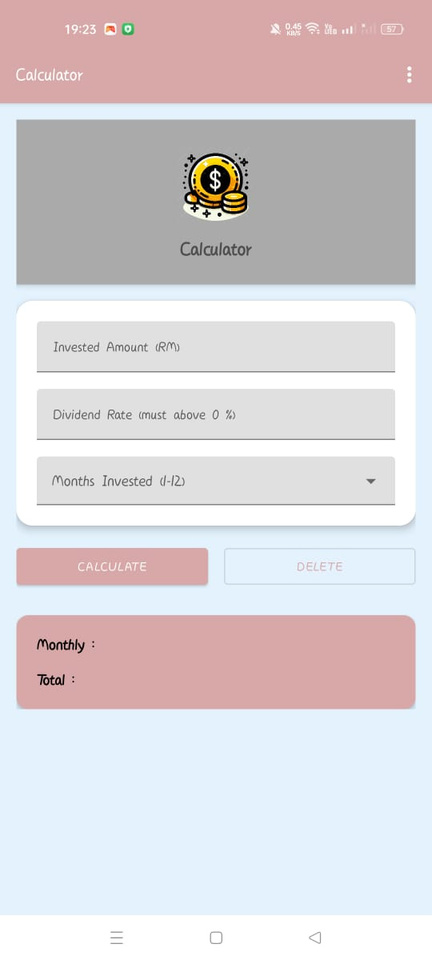 19:23
0.45
KB/S
57
Calculator
$
Calculator
Invested Amount (RM)
Dividend Rate (must above 0 %)
Months Invested (1-12)
CALCULATE
DELETE
Monthly :
Total :